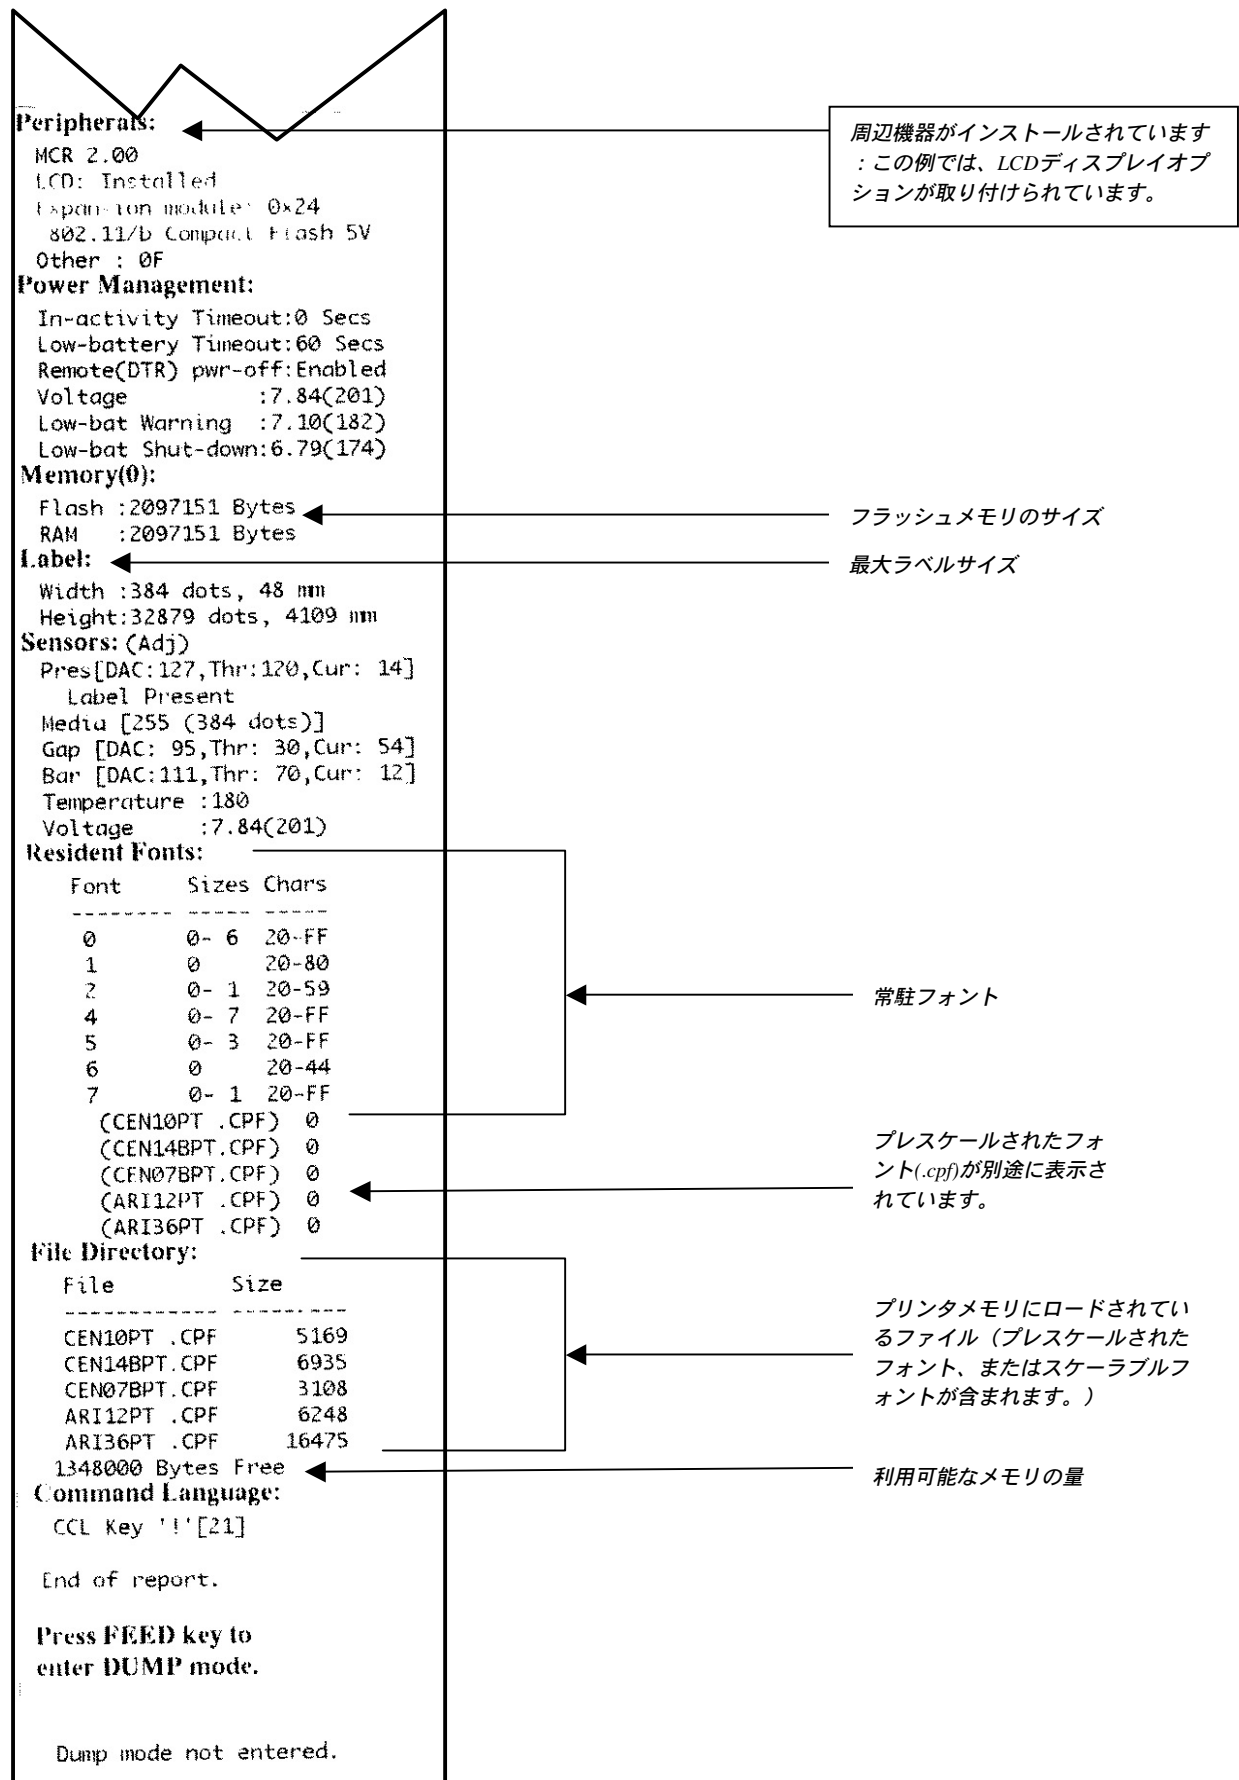 Peripherals:
MCR 2.00
LCD: Installed
Expansion module: 0x24
802.11/b Compact Flash 5V
Other : 0F
周辺機器がインストールされています
：この例では、LCDディスプレイオプ
ションが取り付けられています。
Power Management:
In-activity Timeout:0 Secs
Low-battery Timeout:60 Secs
Remote(DTR) pwr-off:Enabled
Voltage :7.84(201)
Low-bat Warning :7.10(182)
Low-bat Shut-down:6.79(174)
Memory(0):
Flash :2097151 Bytes
RAM :2097151 Bytes
フラッシュメモリのサイズ
Label:
最大ラベルサイズ
Width :384 dots, 48 mm
Height:32879 dots, 4109 mm
Sensors: (Adj)
Pres[DAC:127,Thr:120,Cur: 14]
Label Present
Media [255 (384 dots)]
Gap [DAC: 95,Thr: 30,Cur: 54]
Bar [DAC:111,Thr: 70,Cur: 12]
Temperature :180
Voltage :7.84(201)
Resident Fonts:
Font Sizes Chars
-------- ----- -----
0 0- 6 20-FF
1 0 20-80
2 0- 1 20-59
4 0- 7 20-FF
5 0- 3 20-FF
6 0 20-44
7 0- 1 20-FF
常駐フォント
(CEN10PT .CPF) 0
(CEN14BPT.CPF) 0
(CEN07BPT.CPF) 0
(ARI12PT .CPF) 0
(ARI36PT .CPF) 0
プレスケールされたフォ
ント(.cpf)が別途に表示さ
れています。
File Directory:
File Size
------------ ---------
CEN10PT .CPF 5169
CEN14BPT.CPF 6935
CEN07BPT.CPF 3108
ARI12PT .CPF 6248
ARI36PT .CPF 16475
プリンタメモリにロードされてい
るファイル（プレスケールされた
フォント、またはスケーラブルフ
ォントが含まれます。）
1348000 Bytes Free
利用可能なメモリの量
Command Language:
CCL Key '!'[21]
End of report.
Press FEED key to
enter DUMP mode.
Dump mode not entered.